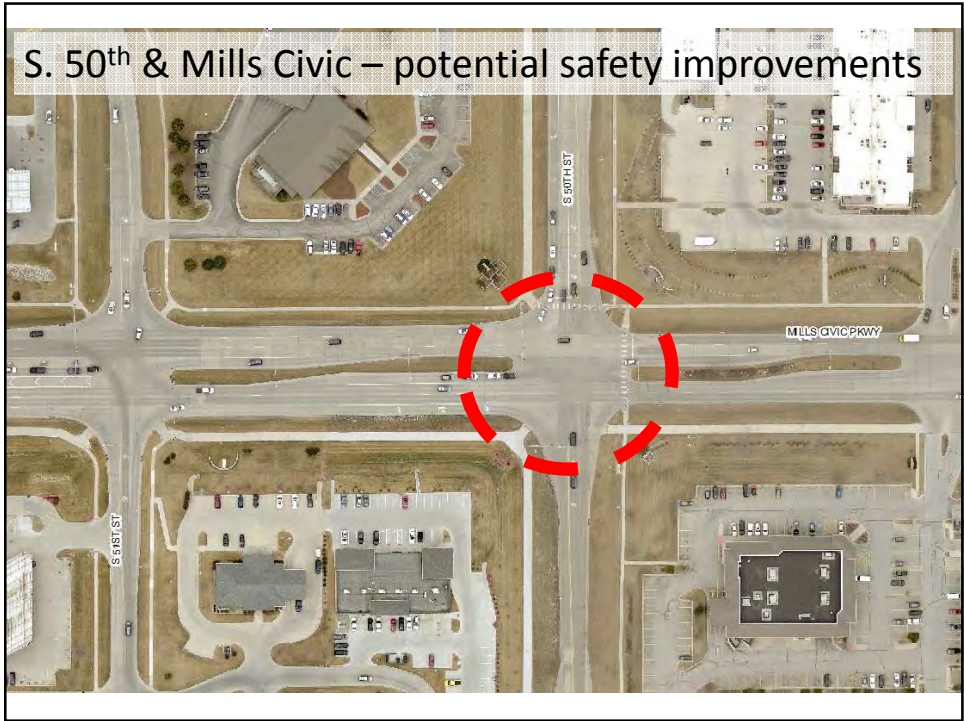 S. 50th & Mills Civic – potential safety improvements
S 50TH ST
MILLS CIVIC PKWY
S 51ST ST